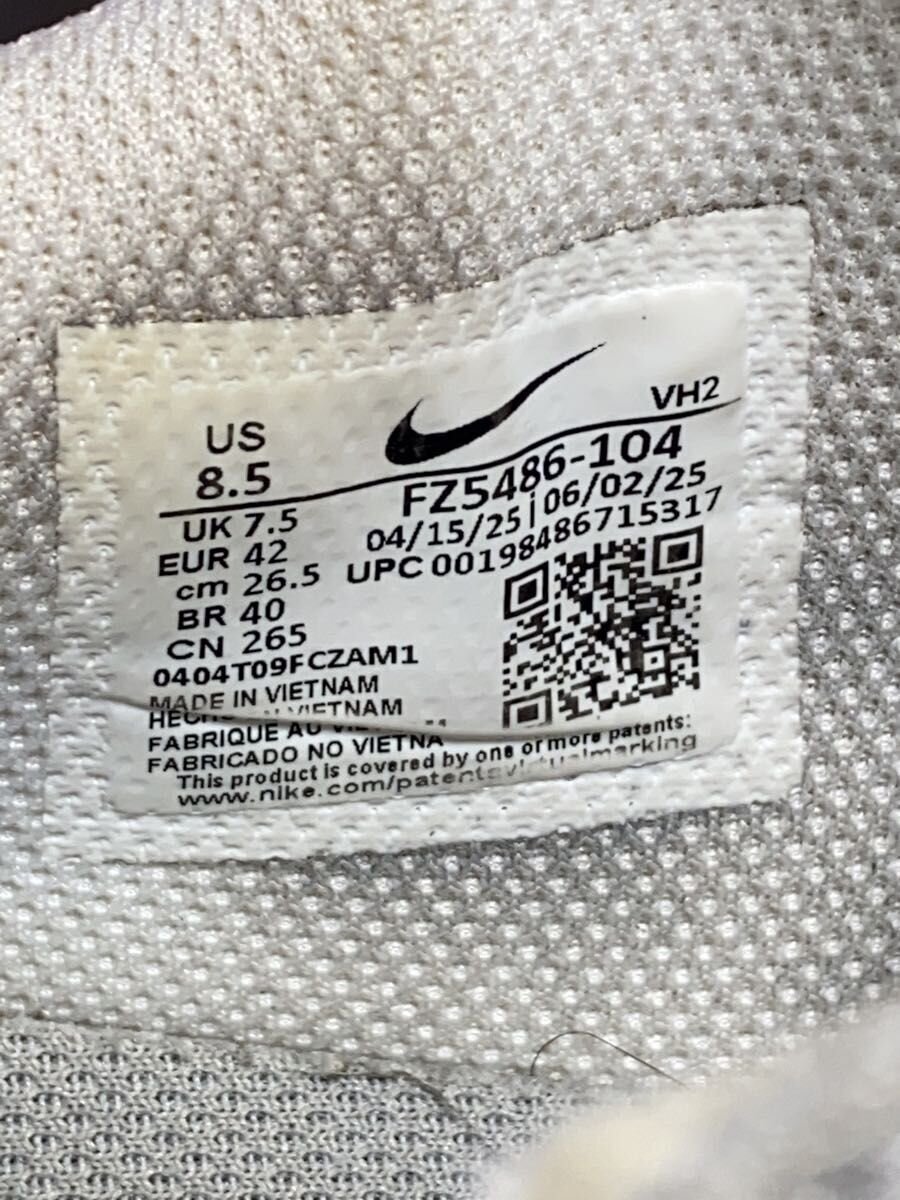 VH2
US
8.5
FZ5486-104
04/15/25 | 06/02/25
UPC 00198486715317
UK 7.5
EUR 42
cm 26.5
BR 40
CN 265
0404T09FCZAM1
MADE IN VIETNAM
VIETNAM
FABRIQUE AU
FABRICADO NO VIETNA
This product is covered by one or more patents:
www.nike.com/patentsvirtualmarking